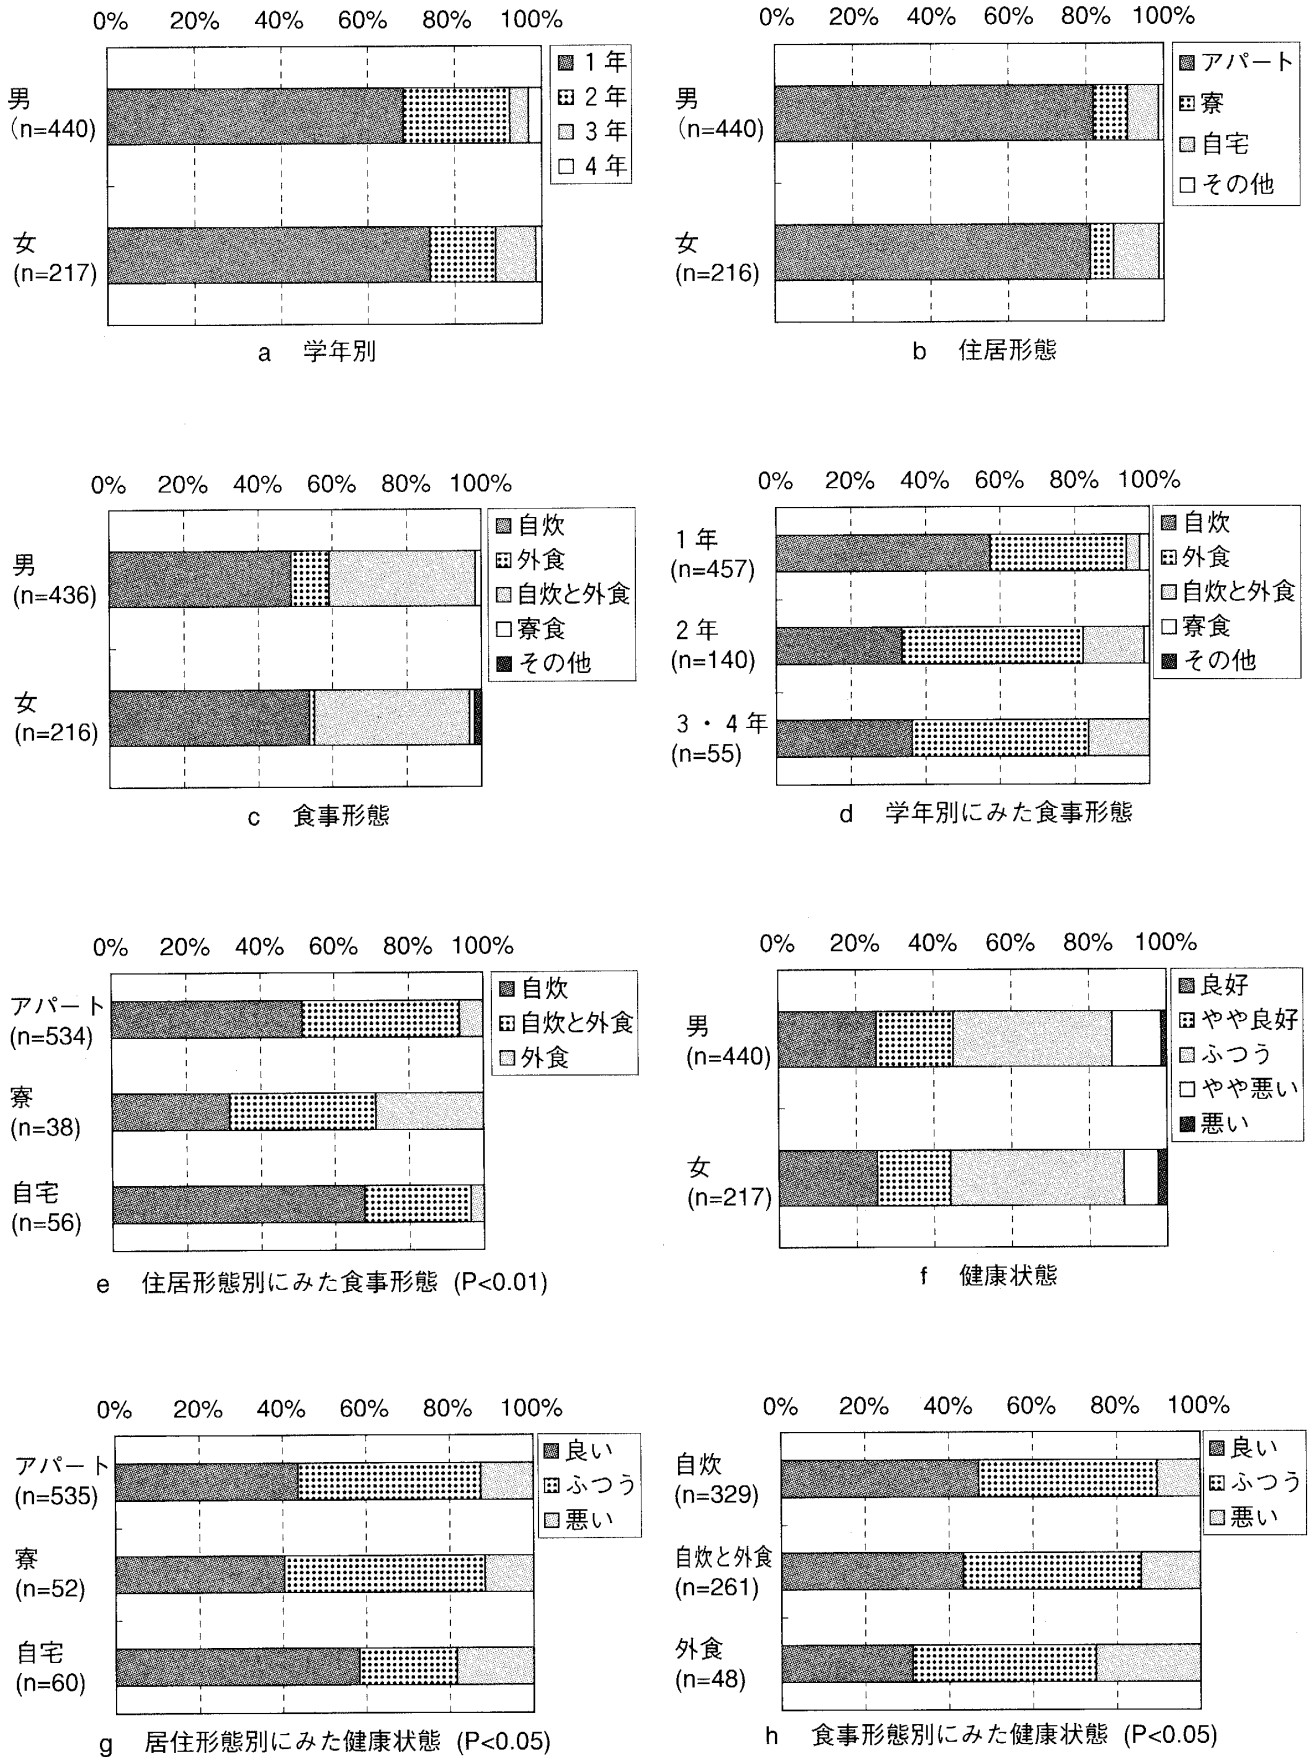 0% 20% 40% 60% 80% 100%
男
(n=440)
女
(n=217)
1年
2年
3年
4年
a 学年別
0% 20% 40% 60% 80% 100%
男
(n=440)
女
(n=216)
アパート
寮
自宅
その他
b 住居形態
0% 20% 40% 60% 80% 100%
男
(n=436)
女
(n=216)
自炊
外食
自炊と外食
寮食
その他
c 食事形態
0% 20% 40% 60% 80% 100%
1年
(n=457)
2年
(n=140)
3・4年
(n=55)
自炊
外食
自炊と外食
寮食
その他
d 学年別にみた食事形態
0% 20% 40% 60% 80% 100%
アパート
(n=534)
寮
(n=38)
自宅
(n=56)
自炊
自炊と外食
外食
e 住居形態別にみた食事形態 (P<0.01)
0% 20% 40% 60% 80% 100%
男
(n=440)
女
(n=217)
良好
やや良好
ふつう
やや悪い
悪い
f 健康状態
0% 20% 40% 60% 80% 100%
アパート
(n=535)
寮
(n=52)
自宅
(n=60)
良い
ふつう
悪い
g 居住形態別にみた健康状態 (P<0.05)
0% 20% 40% 60% 80% 100%
自炊
(n=329)
自炊と外食
(n=261)
外食
(n=48)
良い
ふつう
悪い
h 食事形態別にみた健康状態 (P<0.05)